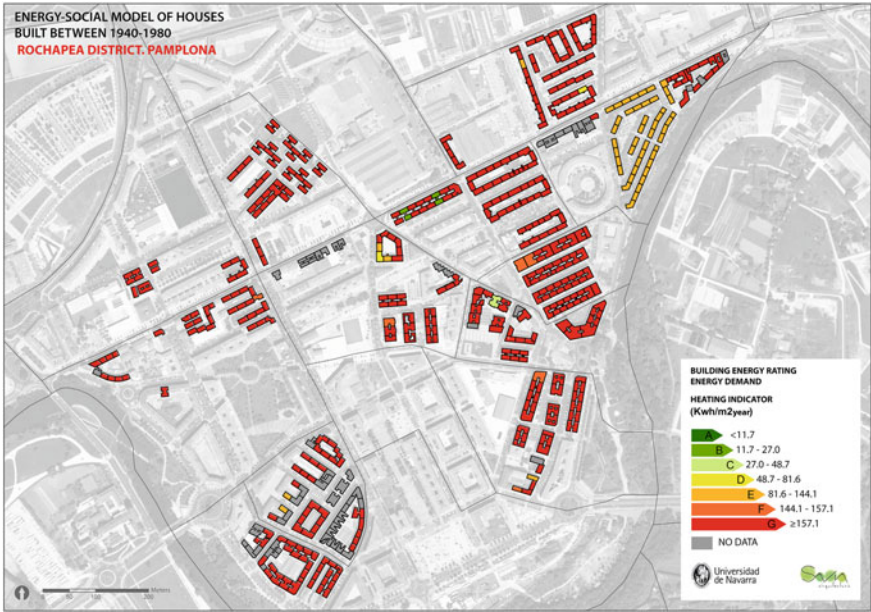 ENERGY-SOCIAL MODEL OF HOUSES
BUILT BETWEEN 1940-1980
ROCHAPEA DISTRICT. PAMPLONA
BUILDING ENERGY RATING
ENERGY DEMAND
HEATING INDICATOR
(Kwh/m2year)
A <11.7
B 11.7 - 27.0
C 27.0 - 48.7
D 48.7 - 81.6
E 81.6 - 144.1
F 144.1 - 157.1
G ≥157.1
NO DATA
Universidad
de Navarra
Meters